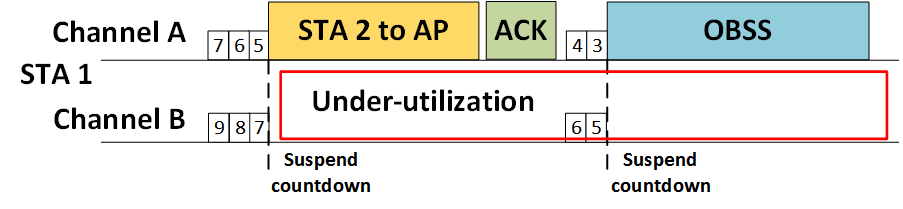 Channel A
7 6 5
STA 2 to AP
ACK
4 3
OBSS
STA 1
Under-utilization
Channel B
9 8 7
6 5
Suspend
countdown
Suspend
countdown